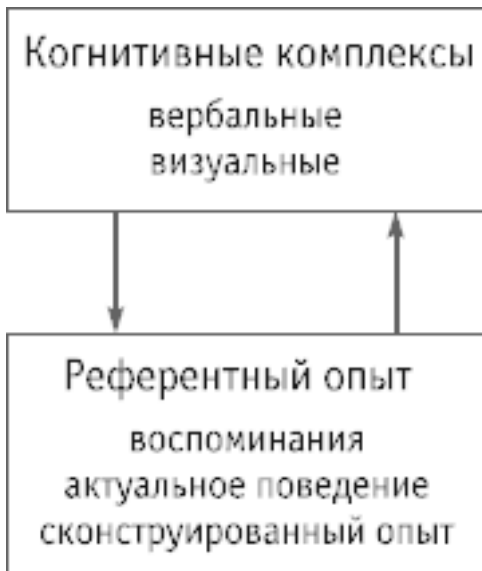 Когнитивные комплексы
вербальные
визуальные
Референтный опыт
воспоминания
актуальное поведение
сконструированный опыт